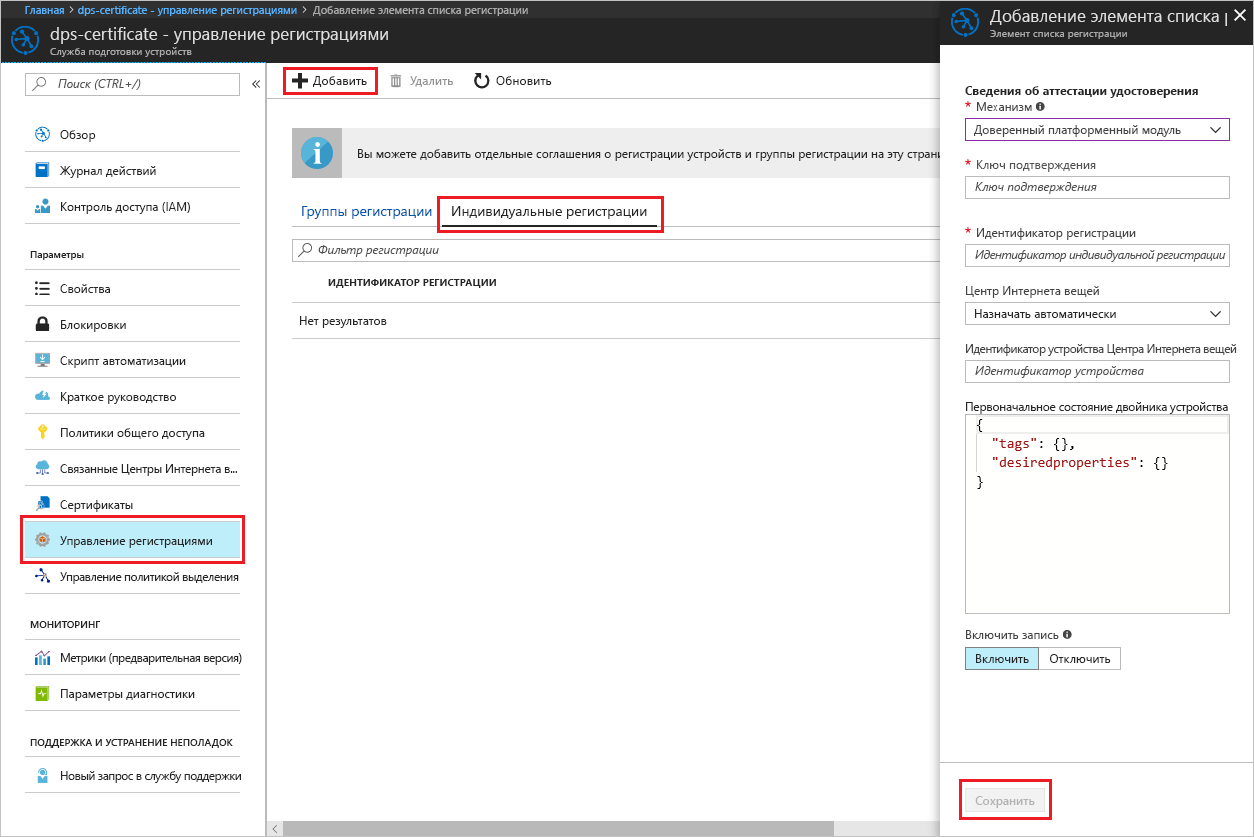 Главная > dps-certificate - управление регистрациями > Добавление элемента списка регистрации
dps-certificate - управление регистрациями
Служба подготовки устройств
Поиск (CTRL+/)
«
Обзор
Журнал действий
Контроль доступа (IAM)
Параметры
Свойства
Блокировки
Скрипт автоматизации
Краткое руководство
Политики общего доступа
Связанные Центры Интернета в...
Сертификаты
Управление регистрациями
Управление политикой выделения
МОНИТОРИНГ
Метрики (предварительная версия)
Параметры диагностики
ПОДДЕРЖКА И УСТРАНЕНИЕ НЕПОЛАДОК
Новый запрос в службу поддержки
Добавить Удалить Обновить
Вы можете добавить отдельные соглашения о регистрации устройств и группы регистрации на эту страни
Группы регистрации Индивидуальные регистрации
Фильтр регистрации
ИДЕНТИФИКАТОР РЕГИСТРАЦИИ
Нет результатов
Добавление элемента списка |
Элемент списка регистрации
Сведения об аттестации удостоверения
* Механизм
Доверенный платформенный модуль
* Ключ подтверждения
Ключ подтверждения
* Идентификатор регистрации
Идентификатор индивидуальной регистрации
Центр Интернета вещей
Назначать автоматически
Идентификатор устройства Центра Интернета вещей
Идентификатор устройства
Первоначальное состояние двойника устройства
{
"tags": {},
"desiredproperties": {}
}
Включить запись
Включить Отключить
Сохранить